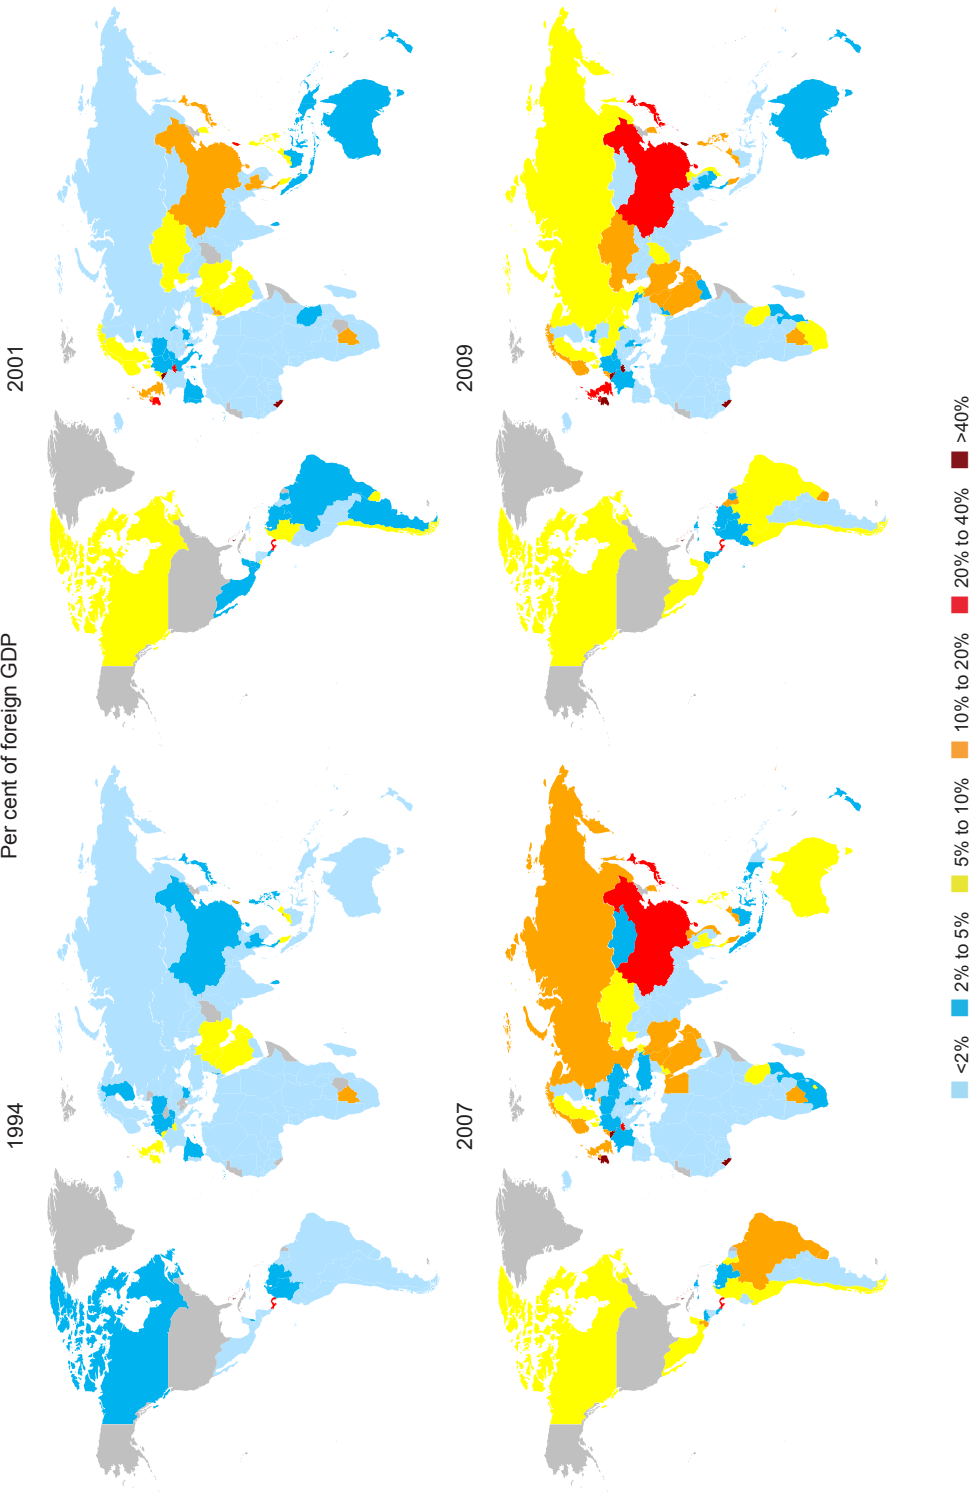 Per cent of foreign GDP
1994
2001
2007
2009
<2%
2% to 5%
5% to 10%
10% to 20%
20% to 40%
>40%